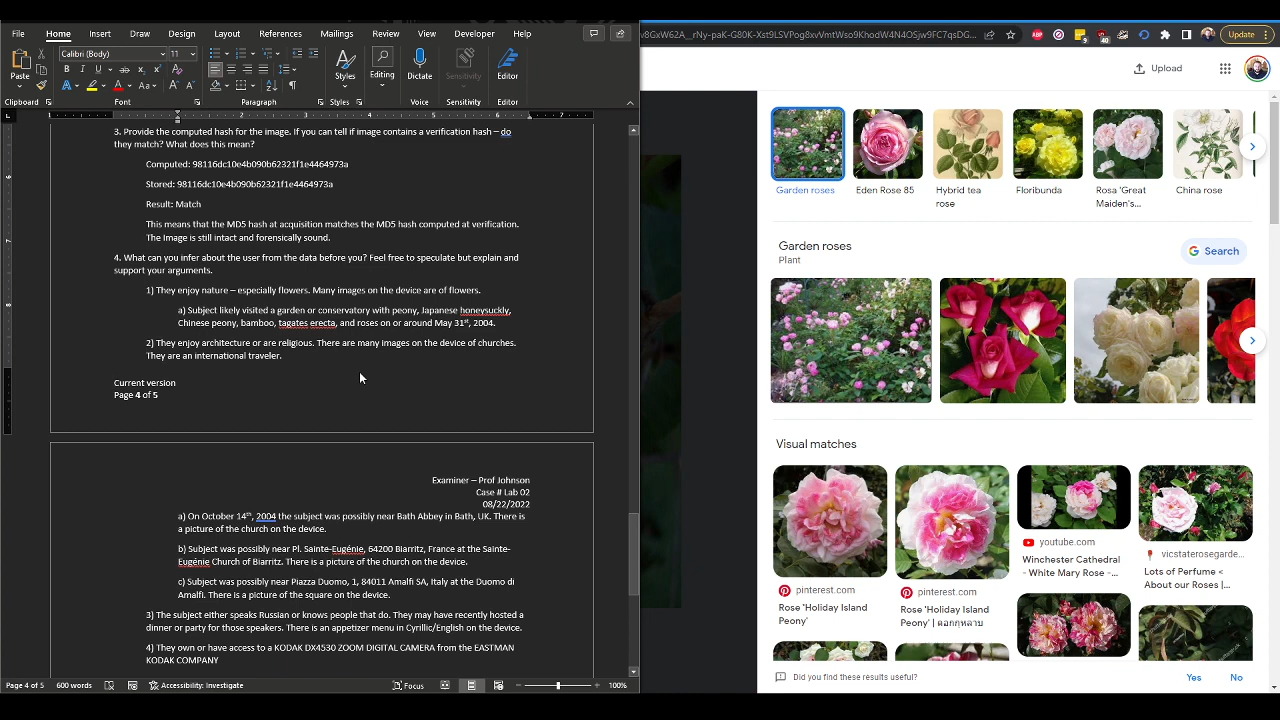 v8GxW62A__rNy-paK-G80K-Xst9LSVPog8xvVmtWso9KhodW4N4OSjw9FC7qsDG...
Update
File Home Insert Draw Design Layout References Mailings Review View Developer Help
Calibri (Body) 11
Paste
Styles
Editing
Dictate
Sensitivity
Editor
Clipboard Font Paragraph Styles Voice Sensitivity Editor
Upload
3. Provide the computed hash for the image. If you can tell if image contains a verification hash – do
they match? What does this mean?
Computed: 98116dc10e4b090b62321f1e4464973a
Stored: 98116dc10e4b090b62321f1e4464973a
Result: Match
This means that the MD5 hash at acquisition matches the MD5 hash computed at verification.
The Image is still intact and forensically sound.
4. What can you infer about the user from the data before you? Feel free to speculate but explain and
support your arguments.
1) They enjoy nature – especially flowers. Many images on the device are of flowers.
a) Subject likely visited a garden or conservatory with peony, Japanese honeysuckly,
Chinese peony, bamboo, tagates erecta, and roses on or around May 31st, 2004.
2) They enjoy architecture or are religious. There are many images on the device of churches.
They are an international traveler.
Current version
Page 4 of 5
Examiner – Prof Johnson
Case # Lab 02
08/22/2022
a) On October 14th, 2004 the subject was possibly near Bath Abbey in Bath, UK. There is
a picture of the church on the device.
b) Subject was possibly near Pl. Sainte-Eugénie, 64200 Biarritz, France at the Sainte-
Eugénie Church of Biarritz. There is a picture of the church on the device.
c) Subject was possibly near Piazza Duomo, 1, 84011 Amalfi SA, Italy at the Duomo di
Amalfi. There is a picture of the square on the device.
3) The subject either speaksRussian or knows people that do. They may have recently hosted a
dinner or party for those speakers. There is an appetizer menu in Cyrillic/English on the device.
4) They own or have access to a KODAK DX4530 ZOOM DIGITAL CAMERA from the EASTMAN
KODAK COMPANY
Page 4 of 5 600 words Accessibility: Investigate Focus 100%
Garden roses
Eden Rose 85
Hybrid tea
rose
Floribunda
Rosa 'Great
Maiden's...
China rose
Garden roses
Plant
Search
Visual matches
pinterest.com
Rose 'Holiday Island
Peony'
pinterest.com
Rose 'Holiday Island
Peony' | ดอกกุหลาบ
youtube.com
Winchester Cathedral
- White Mary Rose -...
vicstaterosegarde...
Lots of Perfume <
About our Roses |...
Did you find these results useful?
Yes No